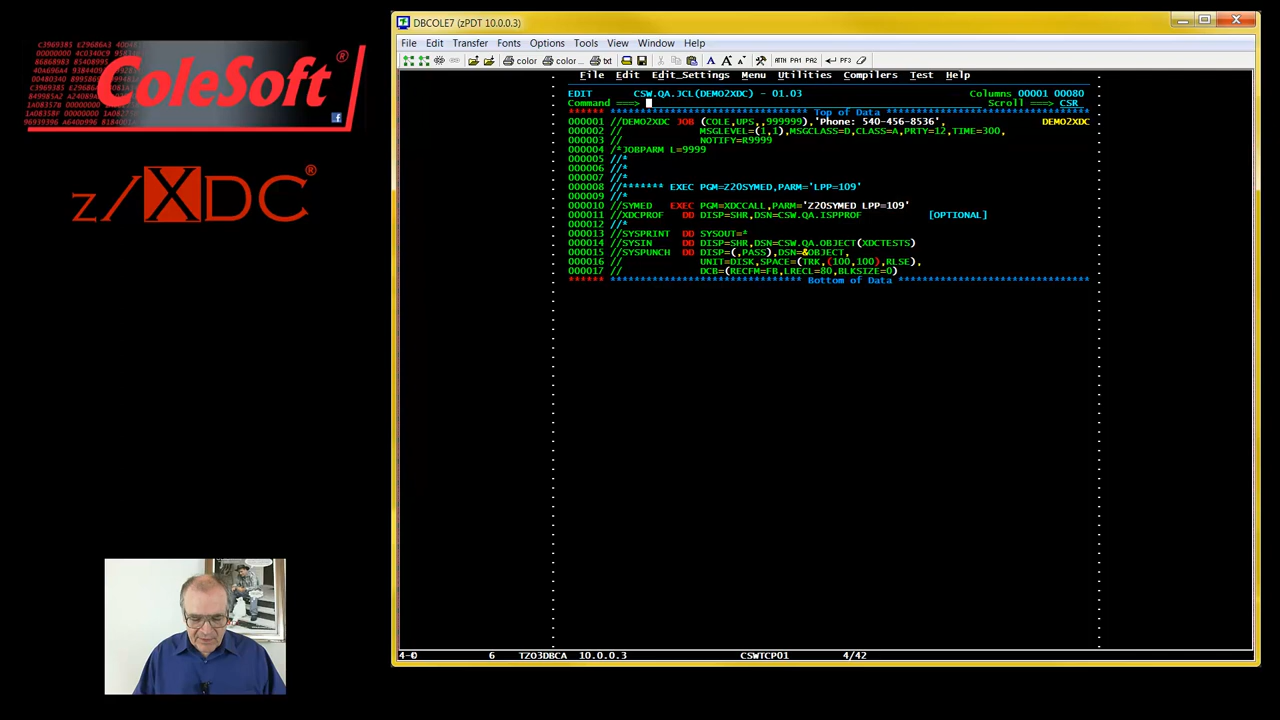 DBCOLE7 (zPDT 10.0.0.3)
File Edit Transfer Fonts Options Tools View Window Help
color color... txt PA1 PA2 PF3
ColeSoft®
z/XDC®
File Edit Edit_Settings Menu Utilities Compilers Test Help
EDIT CSW.QA.JCL(DEMO2XDC) - 01.03 Columns 00001 00080
Command ===> Scroll ===> CSR
****** ******************************* Top of Data ********************************
000001 //DEMO2XDC JOB (COLE,UPS,,999999),'Phone: 540-456-8536', DEMO2XDC
000002 // MSGLEVEL=(1,1),MSGCLASS=D,CLASS=A,PRTY=12,TIME=300,
000003 // NOTIFY=R9999
000004 /*JOBPARM L=9999
000005 //*
000006 //*
000007 //*
000008 //******* EXEC PGM=Z20SYMED,PARM='LPP=109'
000009 //*
000010 //SYMED EXEC PGM=XDCCALL,PARM='Z20SYMED LPP=109'
000011 //XDCPROF DD DISP=SHR,DSN=CSW.QA.ISPPROF [OPTIONAL]
000012 //*
000013 //SYSPRINT DD SYSOUT=*
000014 //SYSIN DD DISP=SHR,DSN=CSW.QA.OBJECT(XDCTESTS)
000015 //SYSPUNCH DD DISP=(,PASS),DSN=&OBJECT,
000016 // UNIT=DISK,SPACE=(TRK,(100,100),RLSE),
000017 // DCB=(RECFM=FB,LRECL=80,BLKSIZE=0)
****** ****************************** Bottom of Data ******************************
4-© 6 TZ03DBCA 10.0.0.3 CSWTCP01 4/42